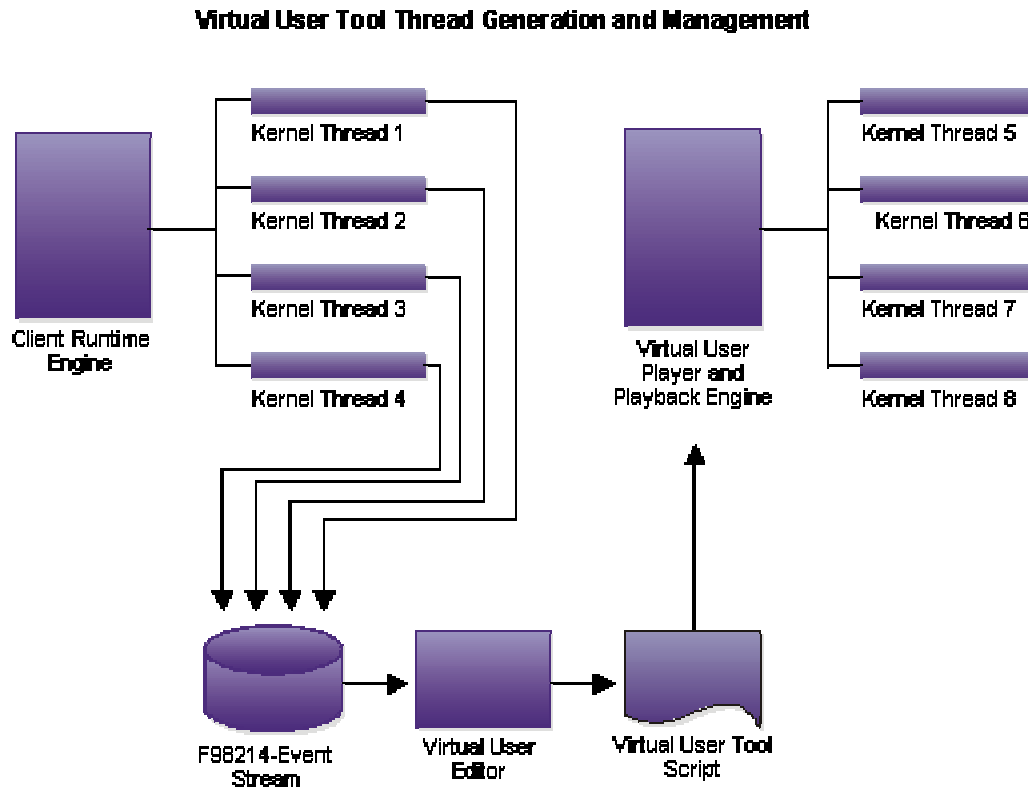 Virtual User Tool Thread Generation and Management
Kernel Thread 1
Kernel Thread 2
Kernel Thread 3
Kernel Thread 4
Client Runtime
Engine
Kernel Thread 5
Kernel Thread 6
Kernel Thread 7
Kernel Thread 8
Virtual User
Player and
Playback Engine
F98214-Event
Stream
Virtual User
Editor
Virtual User Tool
Script